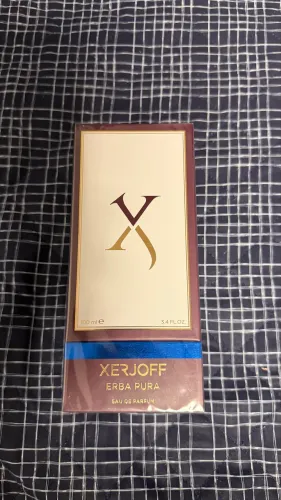 X
100 ml e 3.4 FL.OZ.
XERJOFF
ERBA PURA
EAU DE PARFUM